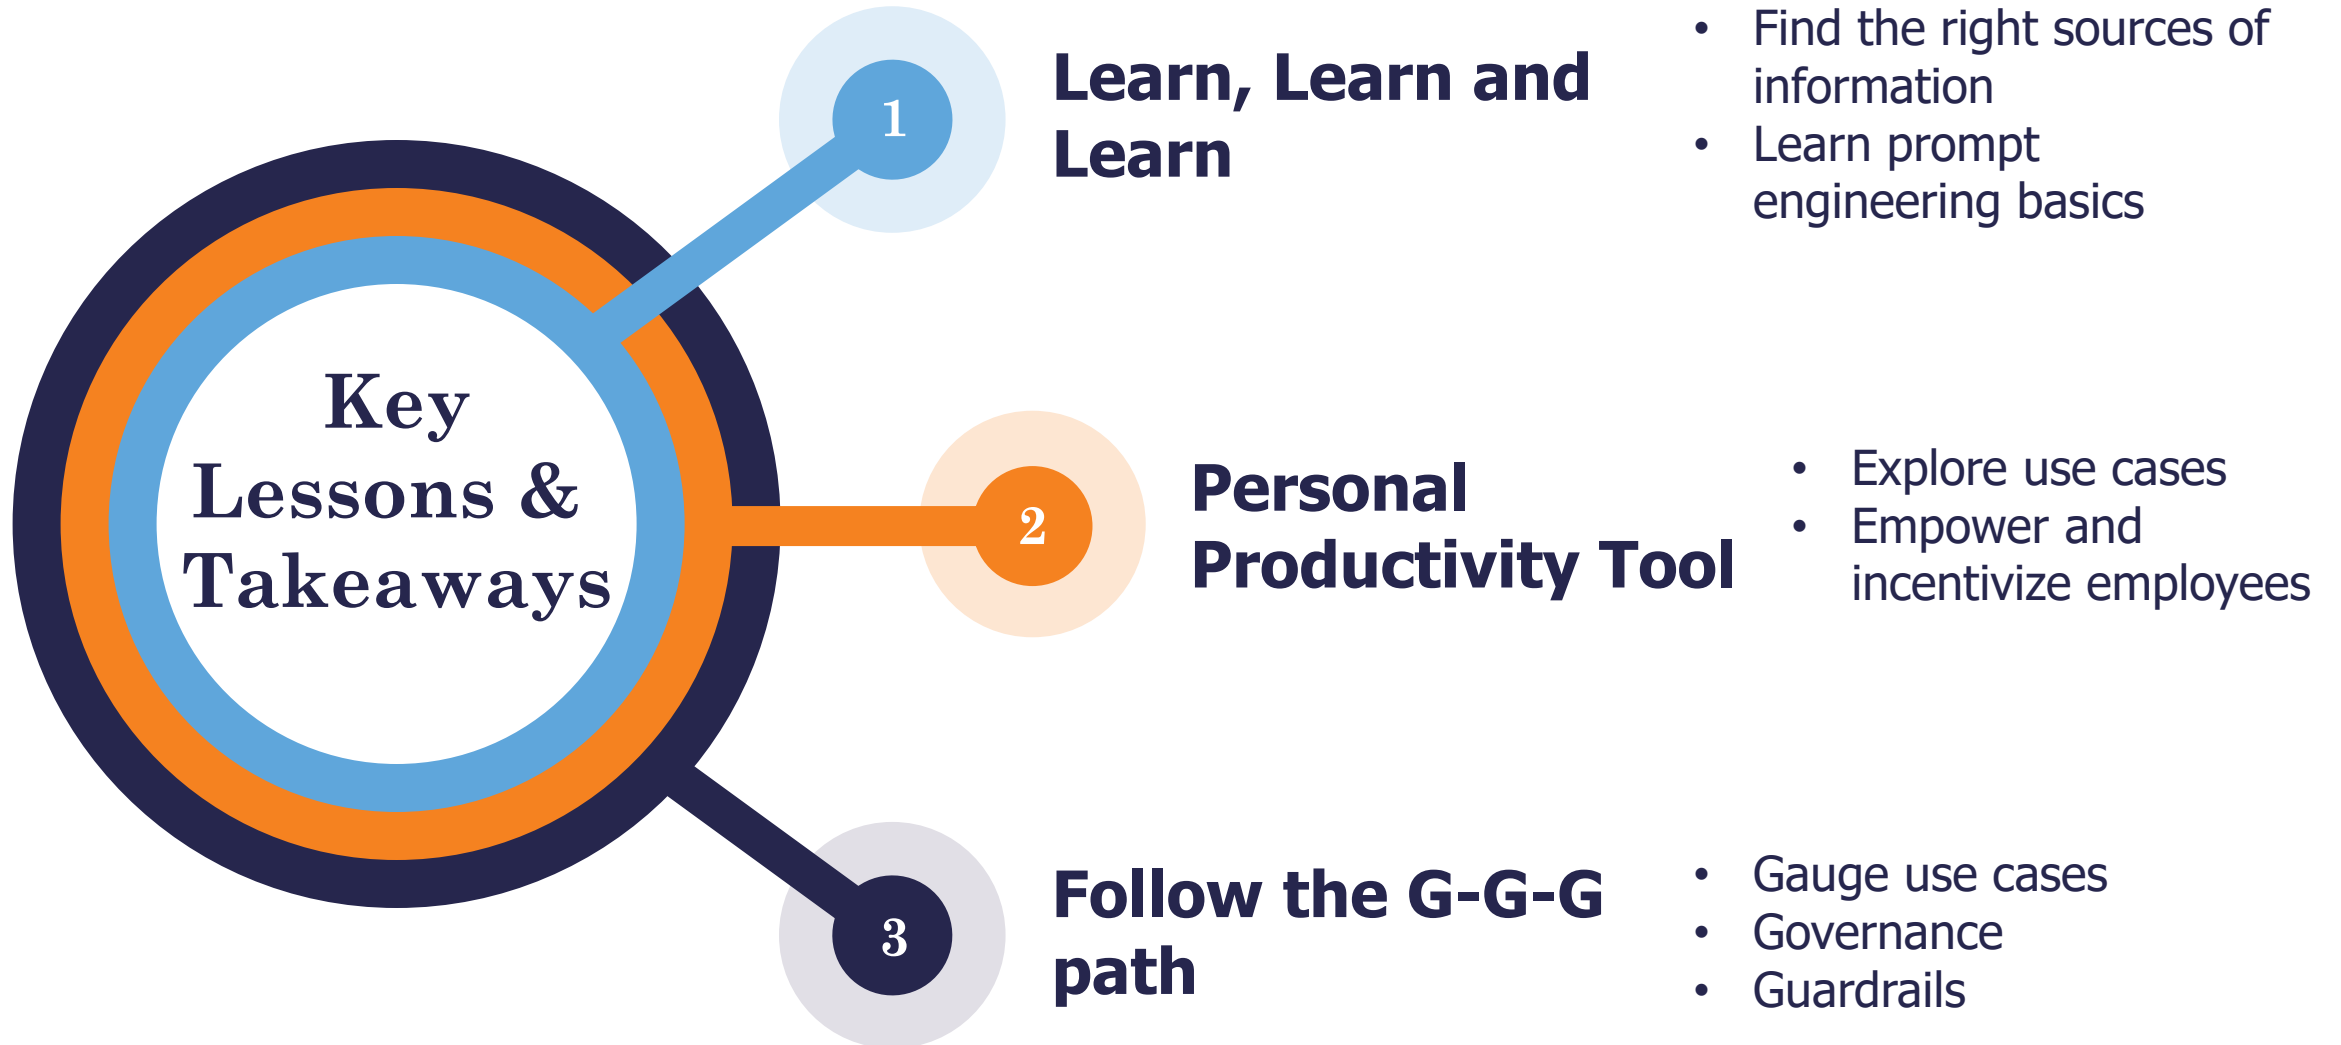 Key
Lessons &
Takeaways
1
Learn, Learn and
Learn
• Find the right sources of
information
• Learn prompt
engineering basics
2
Personal
Productivity Tool
• Explore use cases
• Empower and
incentivize employees
3
Follow the G-G-G
path
• Gauge use cases
• Governance
• Guardrails